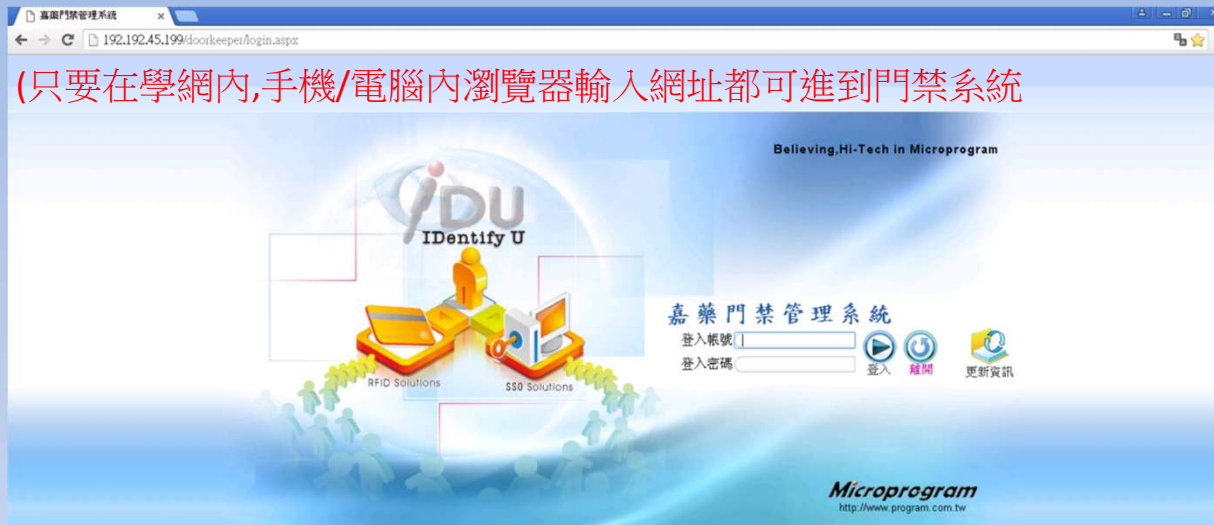 嘉藥門禁管理系統
192.192.45.199/doorkeeper/login.aspx
(只要在學網內,手機/電腦內瀏覽器輸入網址都可進到門禁系統
Believing,Hi-Tech in Microprogram
iDU
IDentify U
RFID Solutions
SSO Solutions
嘉藥門禁管理系統
登入帳號
登入密碼
登入 離開 更新資訊
Microprogram
http://www.program.com.tw